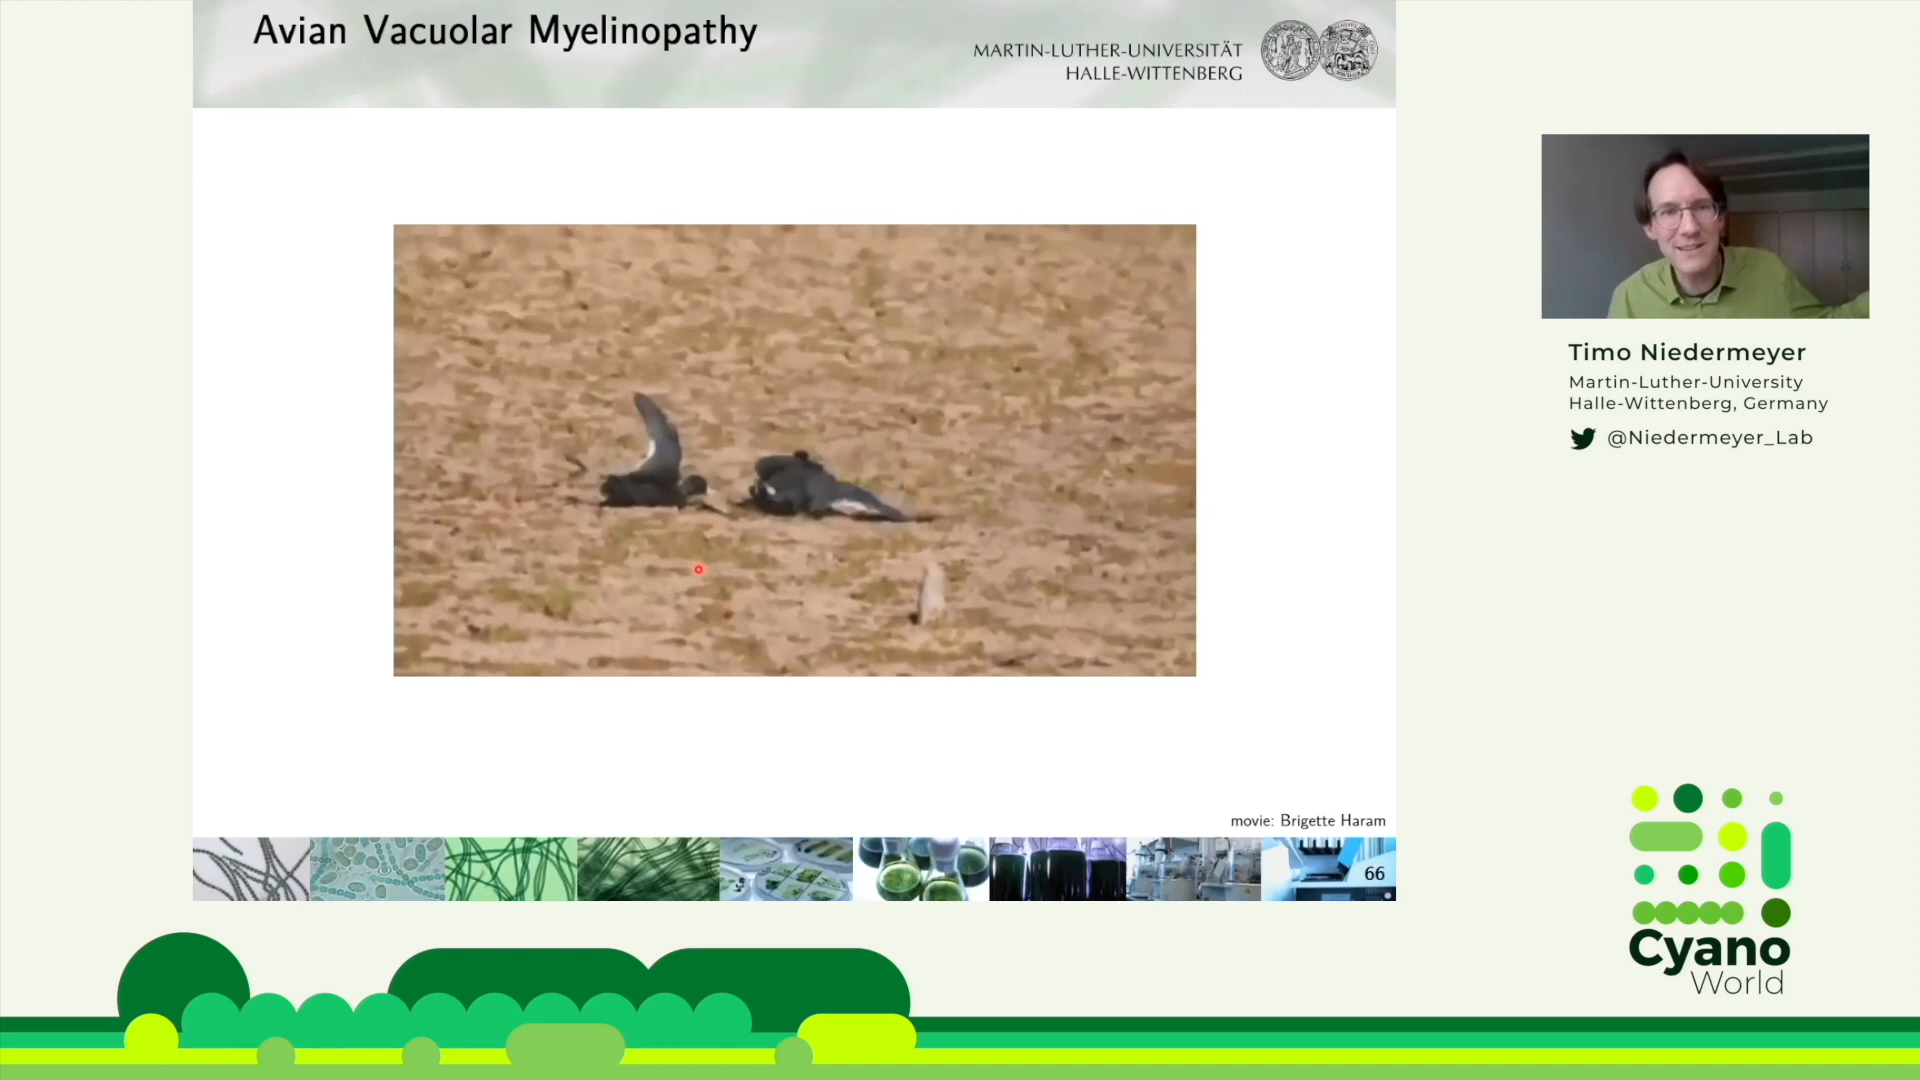 Avian Vacuolar Myelinopathy
MARTIN-LUTHER-UNIVERSITÄT
HALLE-WITTENBERG
movie: Brigette Haram
66
Timo Niedermeyer
Martin-Luther-University
Halle-Wittenberg, Germany
@Niedermeyer_Lab
Cyano
World